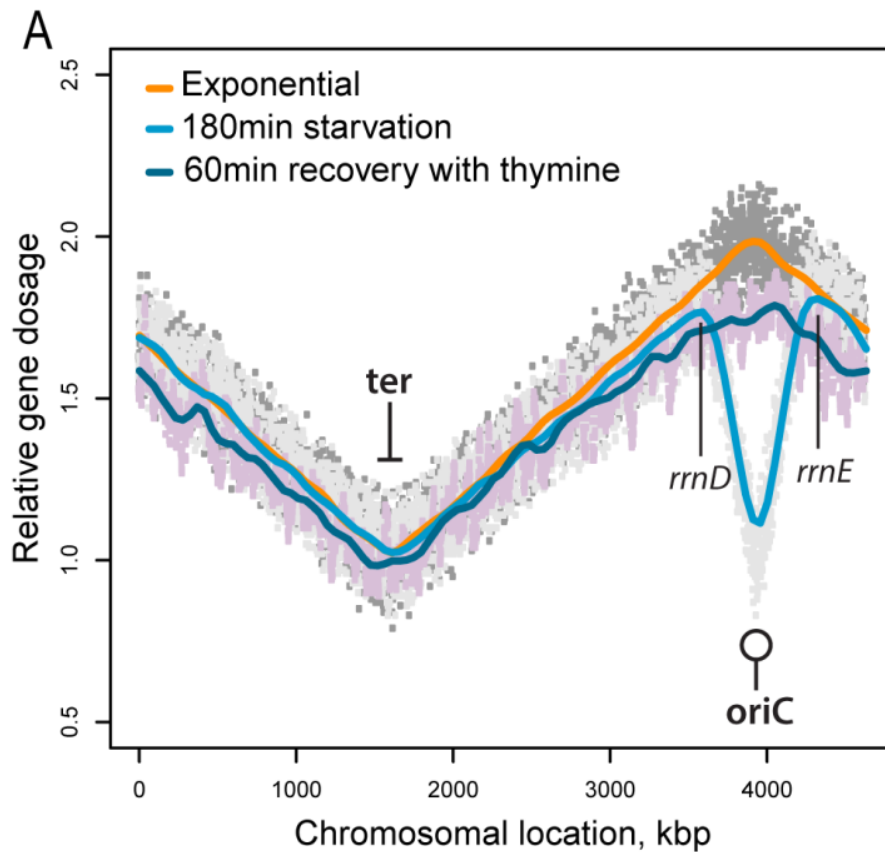 A
Exponential
180min starvation
60min recovery with thymine
Relative gene dosage
2.5
2.0
1.5
1.0
0.5
ter
rrnD
rrnE
oriC
0
1000
2000
3000
4000
Chromosomal location, kbp